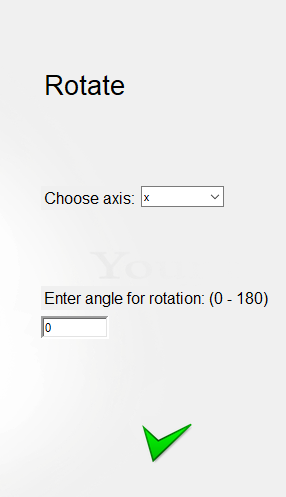 Rotate
Choose axis: x
Enter angle for rotation: (0 - 180)
0